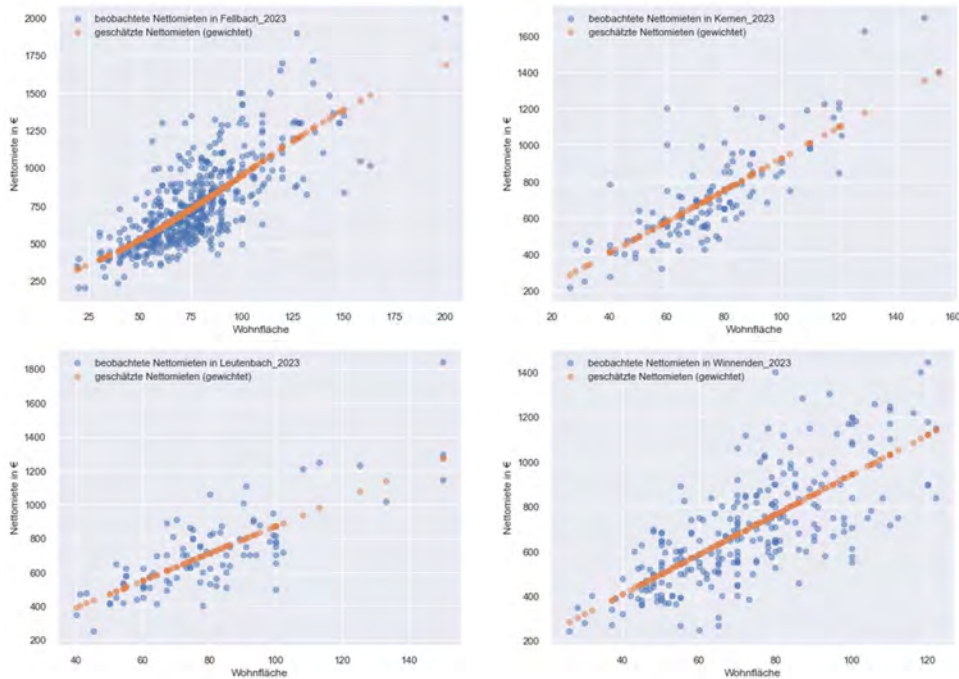 beobachtete Nettomieten in Fellbach_2023
geschätzte Nettomieten (gewichtet)
2000
1750
1500
1250
1000
750
500
250
Nettomiete in €
25 50 75 100 125 150 175 200
Wohnfläche
beobachtete Nettomieten in Kernen_2023
geschätzte Nettomieten (gewichtet)
1600
1400
1200
1000
800
600
400
200
Nettomiete in €
20 40 60 80 100 120 140 160
Wohnfläche
beobachtete Nettomieten in Leutenbach_2023
geschätzte Nettomieten (gewichtet)
1800
1600
1400
1200
1000
800
600
400
200
Nettomiete in €
40 60 80 100 120 140
Wohnfläche
beobachtete Nettomieten in Winnenden_2023
geschätzte Nettomieten (gewichtet)
1400
1200
1000
800
600
400
200
Nettomiete in €
40 60 80 100 120
Wohnfläche